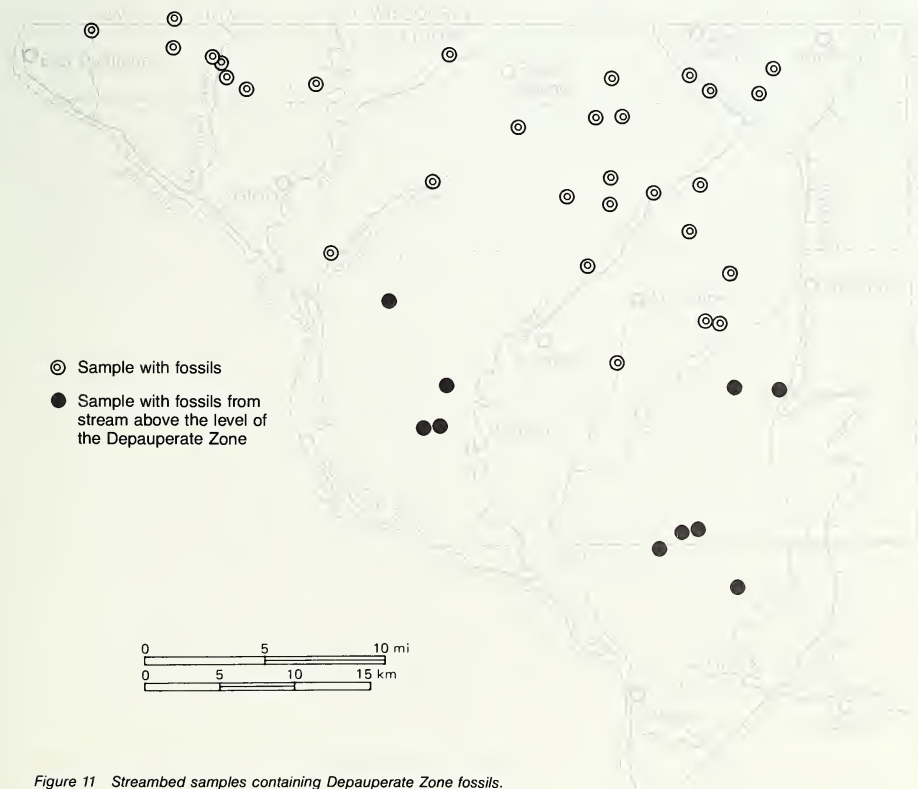 Sample with fossils
Sample with fossils from
stream above the level of
the Depauperate Zone
0 5 10 mi
0 5 10 15 km
Figure 11 Streambed samples containing Depauperate Zone fossils.